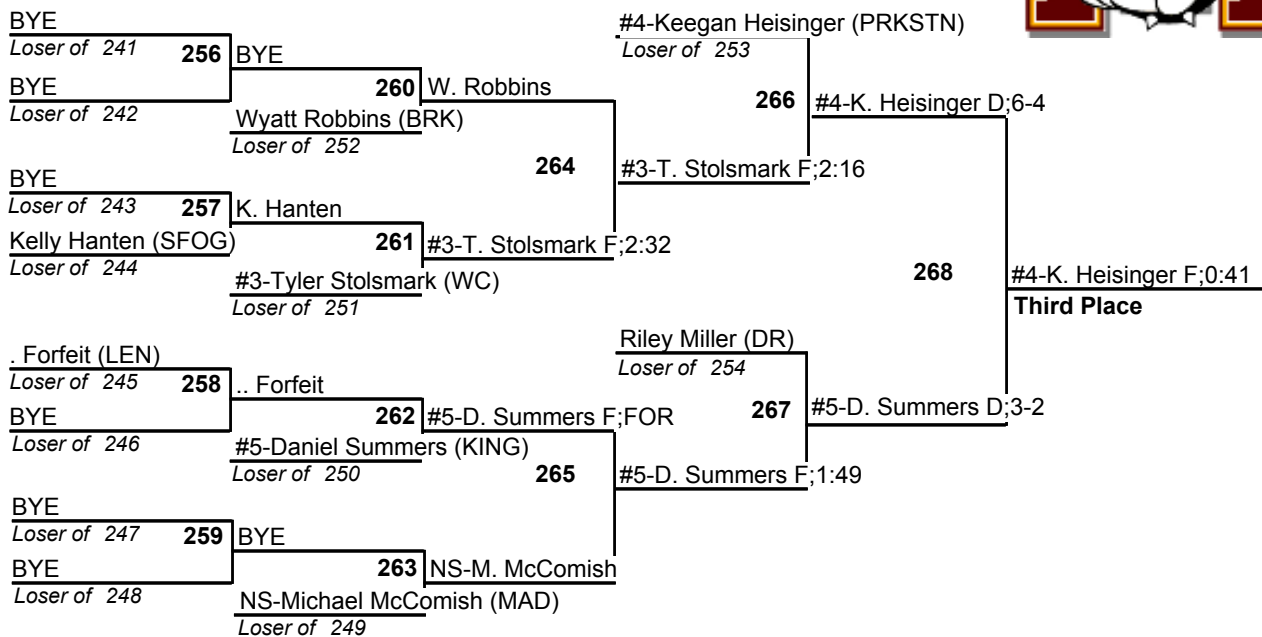 BYE
Loser of 241
256
BYE
BYE
Loser of 242
260
W. Robbins
Wyatt Robbins (BRK)
Loser of 252
264
BYE
Loser of 243
257
K. Hanten
Kelly Hanten (SFOG)
Loser of 244
261
#3-T. Stolsmark F;2:32
#3-Tyler Stolsmark (WC)
Loser of 251
#4-Keegan Heisinger (PRKSTN)
Loser of 253
266
#4-K. Heisinger D;6-4
#3-T. Stolsmark F;2:16
268
#4-K. Heisinger F;0:41
Third Place
. Forfeit (LEN)
Loser of 245
258
.. Forfeit
BYE
Loser of 246
262
#5-D. Summers F;FOR
#5-Daniel Summers (KING)
Loser of 250
265
#5-D. Summers F;1:49
Riley Miller (DR)
Loser of 254
267
#5-D. Summers D;3-2
BYE
Loser of 247
259
BYE
BYE
Loser of 248
263
NS-M. McComish
NS-Michael McComish (MAD)
Loser of 249